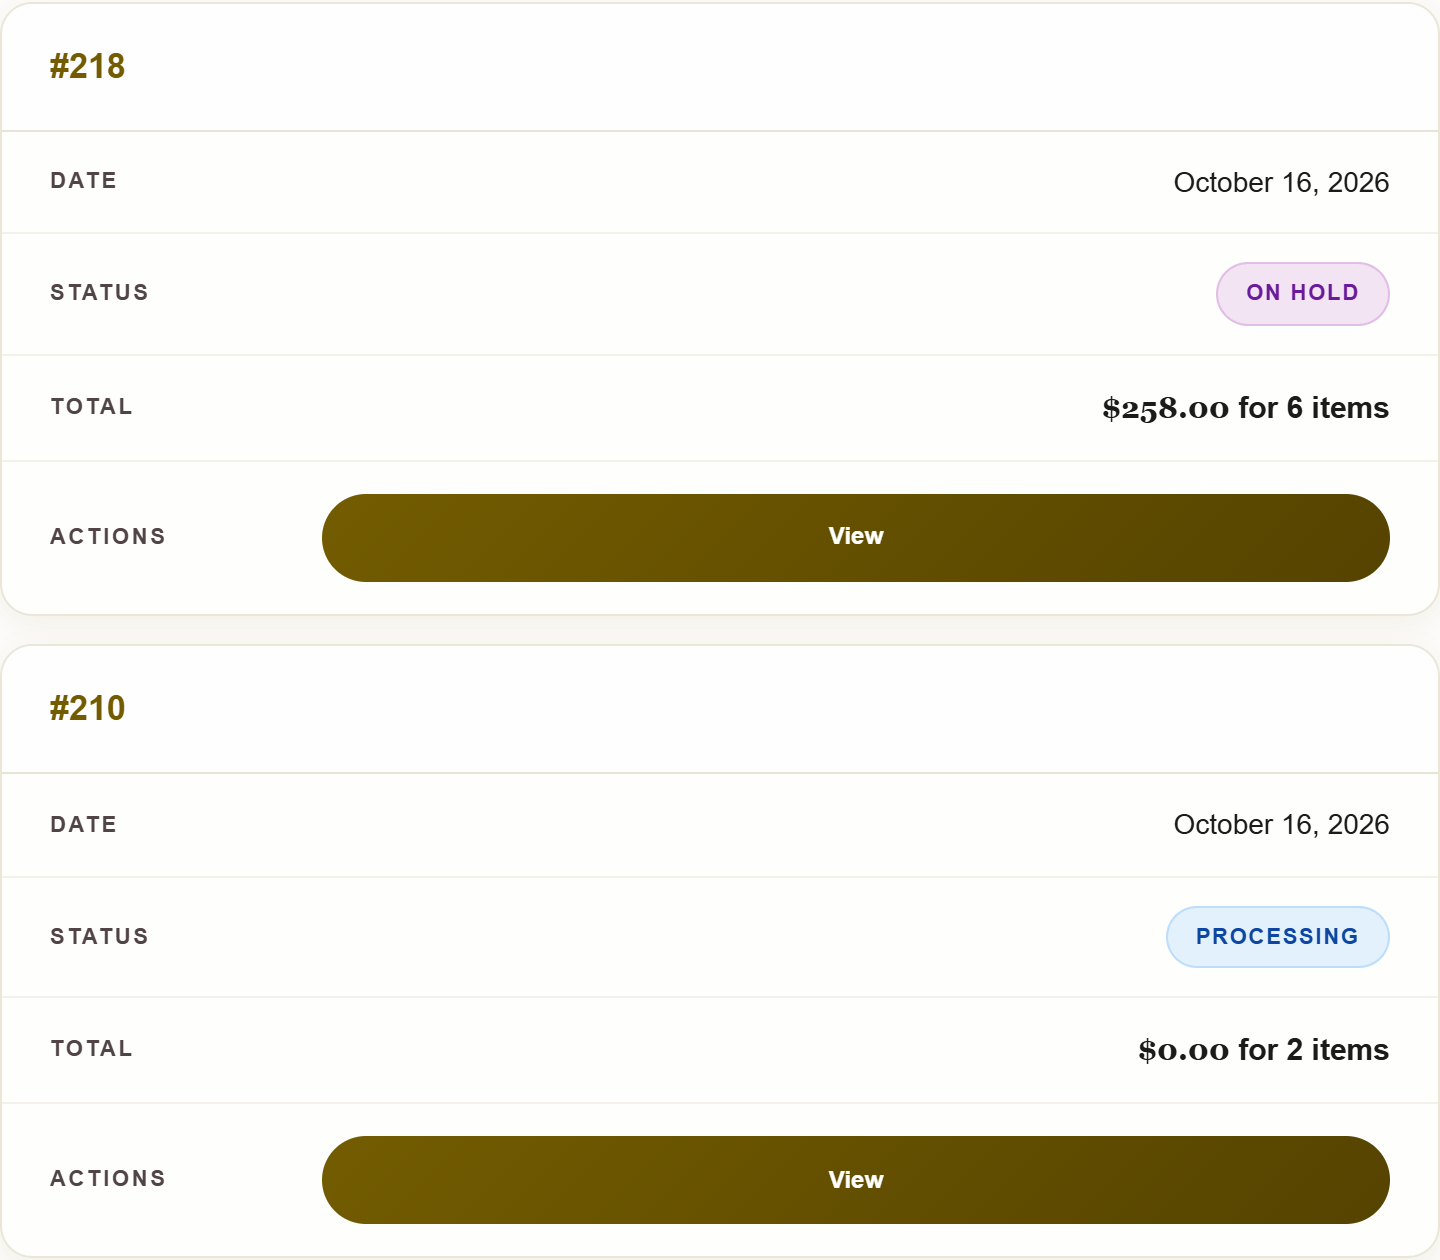 #218
DATE October 16, 2026
STATUS ON HOLD
TOTAL $258.00 for 6 items
ACTIONS View
#210
DATE October 16, 2026
STATUS PROCESSING
TOTAL $0.00 for 2 items
ACTIONS View